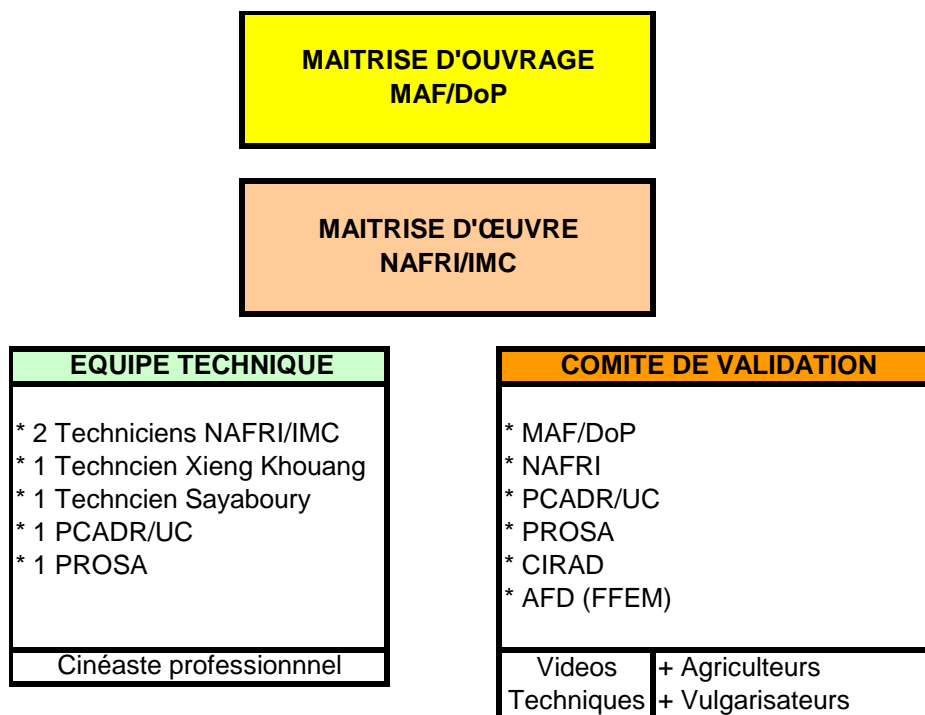 MAITRISE D'OUVRAGE
MAF/DoP
MAITRISE D'ŒUVRE
NAFRI/IMC
EQUIPE TECHNIQUE
* 2 Techniciens NAFRI/IMC
* 1 Techncien Xieng Khouang
* 1 Techncien Sayaboury
* 1 PCADR/UC
* 1 PROSA
Cinéaste professionnnel
COMITE DE VALIDATION
* MAF/DoP
* NAFRI
* PCADR/UC
* PROSA
* CIRAD
* AFD (FFEM)
Videos
Techniques
+ Agriculteurs
+ Vulgarisateurs